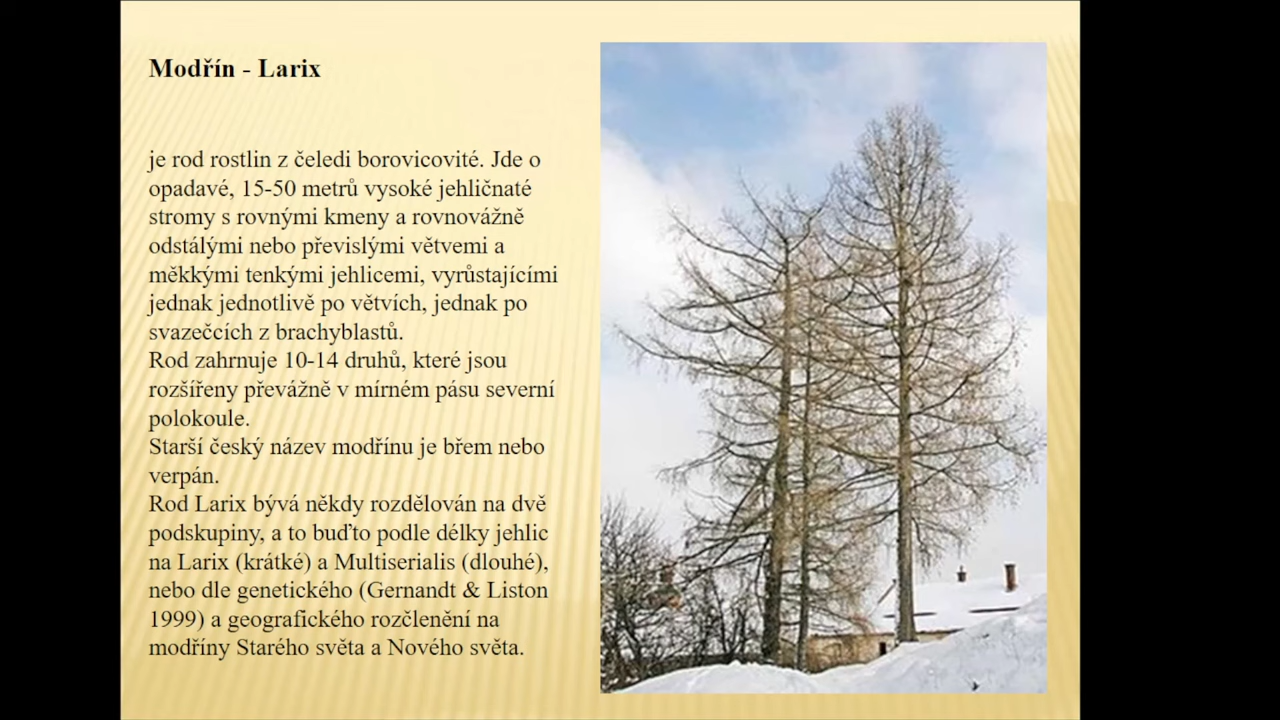 Modřín - Larix
je rod rostlin z čeledi borovicovité. Jde o
opadavé, 15-50 metrů vysoké jehličnaté
stromy s rovnými kmeny a rovnovážně
odstálými nebo převislými větvemi a
měkkými tenkými jehlicemi, vyrůstajícími
jednak jednotlivě po větvích, jednak po
svazečcích z brachyblastů.
Rod zahrnuje 10-14 druhů, které jsou
rozšířeny převážně v mírném pásu severní
polokoule.
Starší český název modřínu je břem nebo
verpán.
Rod Larix bývá někdy rozdělován na dvě
podskupiny, a to buďto podle délky jehlic
na Larix (krátké) a Multiserialis (dlouhé),
nebo dle genetického (Gernandt & Liston
1999) a geografického rozčlenění na
modříny Starého světa a Nového světa.